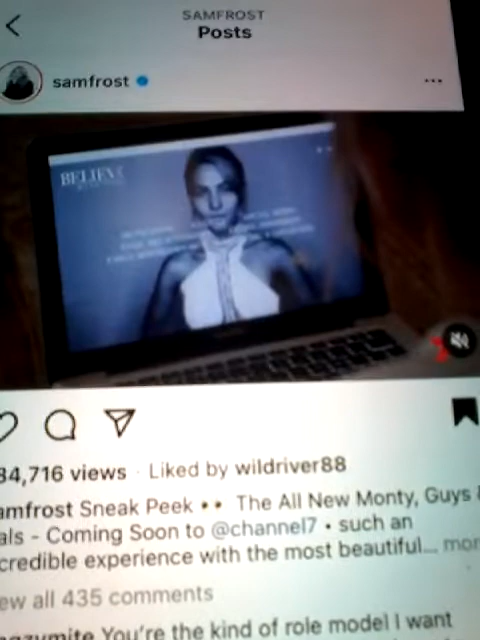 SAMFROST
Posts
samfrost
BELIEVE
34,716 views · Liked by wildriver88
amfrost Sneak Peek •• The All New Monty, Guys &
als - Coming Soon to @channel7 • such an
credible experience with the most beautiful... mor
ew all 435 comments
You're the kind of role model I want